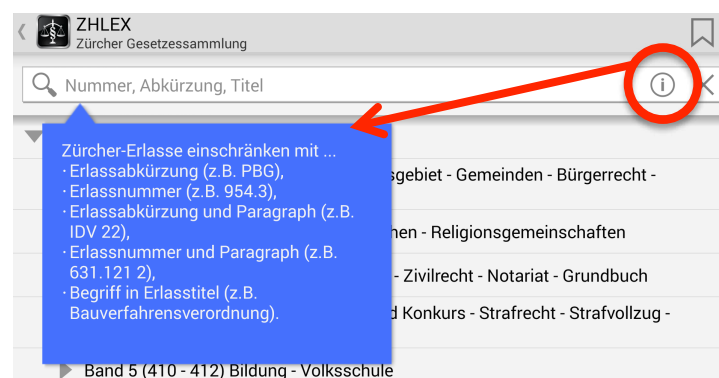 ZHLEX
Zürcher Gesetzessammlung
Nummer, Abkürzung, Titel
Zürcher-Erlasse einschränken mit ...
· Erlassabkürzung (z.B. PBG),
· Erlassnummer (z.B. 954.3),
· Erlassabkürzung und Paragraph (z.B.
IDV 22),
· Erlassnummer und Paragraph (z.B.
631.121 2),
· Begriff in Erlasstitel (z.B.
Bauverfahrensverordnung).
sgebiet - Gemeinden - Bürgerrecht -
hen - Religionsgemeinschaften
- Zivilrecht - Notariat - Grundbuch
d Konkurs - Strafrecht - Strafvollzug -
Band 5 (410 - 412) Bildung - Volksschule